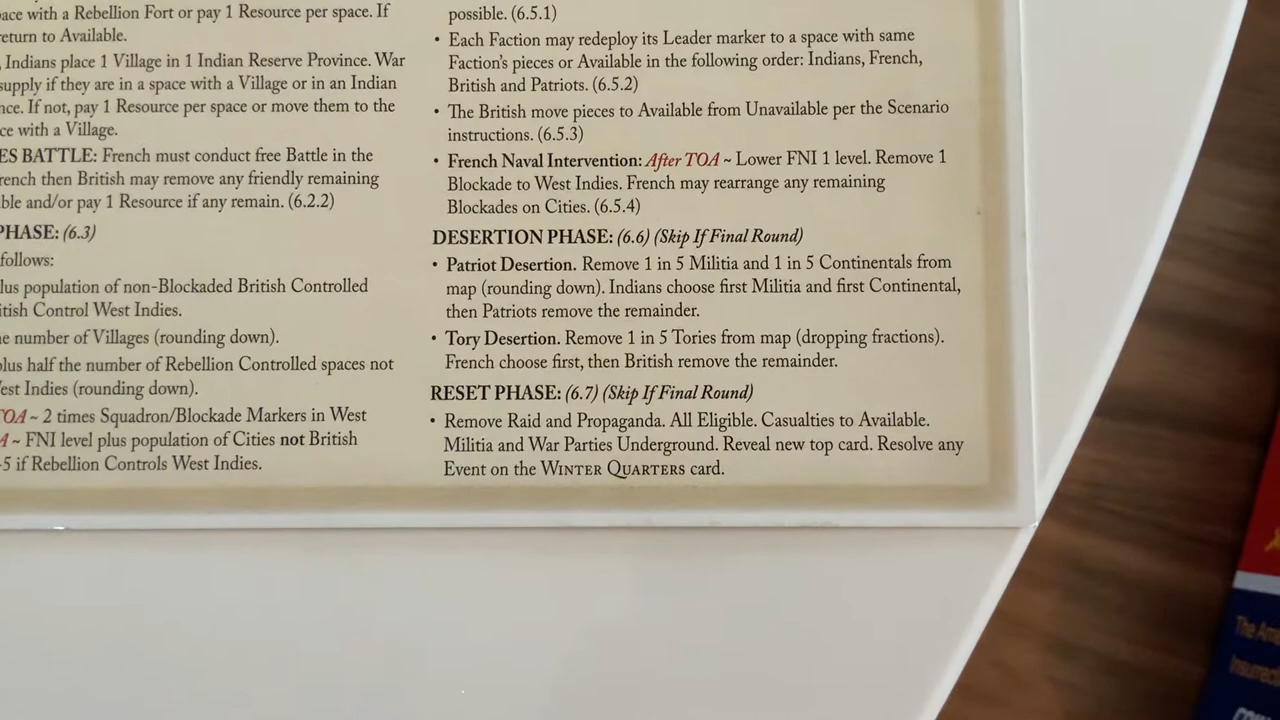 ace with a Rebellion Fort or pay 1 Resource per space. If
return to Available.
, Indians place 1 Village in 1 Indian Reserve Province. War
supply if they are in a space with a Village or in an Indian
nce. If not, pay 1 Resource per space or move them to the
ce with a Village.
ES BATTLE: French must conduct free Battle in the
rench then British may remove any friendly remaining
ble and/or pay 1 Resource if any remain. (6.2.2)
PHASE: (6.3)
follows:
lus population of non-Blockaded British Controlled
itish Control West Indies.
he number of Villages (rounding down).
plus half the number of Rebellion Controlled spaces not
est Indies (rounding down).
TOA ~ 2 times Squadron/Blockade Markers in West
A ~ FNI level plus population of Cities not British
-5 if Rebellion Controls West Indies.
possible. (6.5.1)
• Each Faction may redeploy its Leader marker to a space with same
Faction's pieces or Available in the following order: Indians, French,
British and Patriots. (6.5.2)
• The British move pieces to Available from Unavailable per the Scenario
instructions. (6.5.3)
• French Naval Intervention: After TOA ~ Lower FNI 1 level. Remove 1
Blockade to West Indies. French may rearrange any remaining
Blockades on Cities. (6.5.4)
DESERTION PHASE: (6.6) (Skip If Final Round)
• Patriot Desertion. Remove 1 in 5 Militia and 1 in 5 Continentals from
map (rounding down). Indians choose first Militia and first Continental,
then Patriots remove the remainder.
• Tory Desertion. Remove 1 in 5 Tories from map (dropping fractions).
French choose first, then British remove the remainder.
RESET PHASE: (6.7) (Skip If Final Round)
• Remove Raid and Propaganda. All Eligible. Casualties to Available.
Militia and War Parties Underground. Reveal new top card. Resolve any
Event on the WINTER QUARTERS card.
The Am
Insurrec